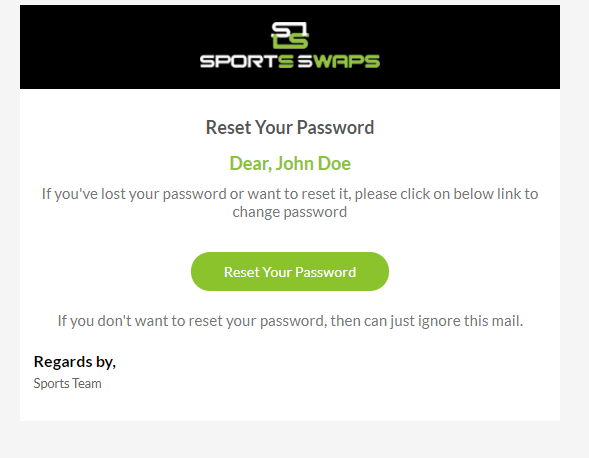 SS
SPORTS SWAPS
Reset Your Password
Dear, John Doe
If you've lost your password or want to reset it, please click on below link to
change password
Reset Your Password
If you don't want to reset your password, then can just ignore this mail.
Regards by,
Sports Team